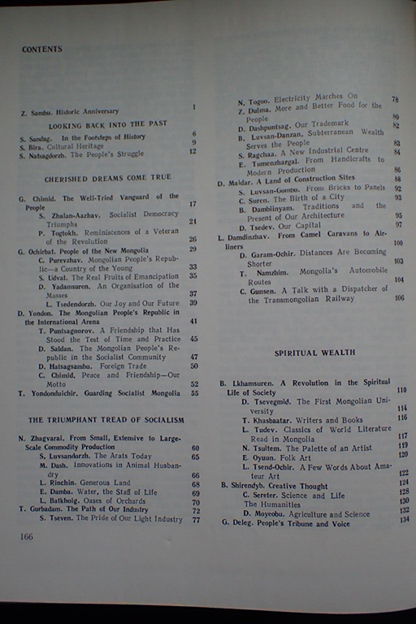 CONTENTS
Z. Sambu. Historic Anniversary 1
LOOKING BACK INTO THE PAST
S. Sandag. In the Footsteps of History 6
S. Bira. Cultural Heritage 9
S. Natsagdorzh. The People's Struggle 12
CHERISHED DREAMS COME TRUE
G. Chimid. The Well-Tried Vanguard of the
People 17
S. Zhalan-Aazhav. Socialist Democracy
Triumphs 21
P. Togtokh. Reminiscences of a Veteran
of the Revolution 26
G. Ochirbat. People of the New Mongolia 29
C. Purevzhav. Mongolian People's Repub-
lic—a Country of the Young 33
S. Udval. The Real Fruits of Emancipation 35
D. Yadamsuren. An Organisation of the
Masses 37
L. Tsedendorzh. Our Joy and Our Future 39
D. Yondon. The Mongolian People's Republic in
the International Arena 41
T. Puntsagnorov. A Friendship that Has
Stood the Test of Time and Practice 45
D. Saldan. The Mongolian People's Re-
public in the Socialist Community 47
D. Hatsagsambu. Foreign Trade 50
C. Chimid. Peace and Friendship—Our
Motto 52
T. Yondonduichir. Guarding Socialist Mongolia 55
THE TRIUMPHANT TREAD OF SOCIALISM
N. Zhagvaral. From Small, Extensive to Large-
Scale Commodity Production 60
S. Luvsandorzh. The Arats Today 65
M. Dash. Innovations in Animal Husban-
dry 66
L. Rinchin. Generous Land 68
E. Damba. Water, the Staff of Life 69
L. Batkhoig. Oases of Orchards 70
T. Gurbadam. The Path of Our Industry 72
S. Tseven. The Pride of Our Light Industry 77
166
N. Togoo. Electricity Marches On 78
Z. Dulma. More and Better Food for the
People 80
D. Dashpuntsag. Our Trademark 82
B. Luvsan-Danzan. Subterranean Wealth
Serves the People 83
S. Ragchaa. A New Industrial Centre 84
E. Tumenzhargal. From Handicrafts to
Modern Production 86
D. Maidar. A Land of Construction Sites 88
S. Luvsan-Gombo. From Bricks to Panels 92
C. Suren. The Birth of a City 93
B. Dambiinyam. Traditions and the
Present of Our Architecture 95
D. Tsedev. Our Capital 97
L. Damdinzhav. From Camel Caravans to Air-
liners 100
D. Garam-Ochir. Distances Are Becoming
Shorter 103
T. Namzhim. Mongolia's Automobile
Routes 104
C. Gunsen. A Talk with a Dispatcher of
the Transmongolian Railway 106
SPIRITUAL WEALTH
B. Lkhamsuren. A Revolution in the Spiritual
Life of Society 110
D. Tsevegmid. The First Mongolian Uni-
versity 114
T. Khasbaatar. Writers and Books 116
L. Tudev. Classics of World Literature
Read in Mongolia 117
N. Tsultem. The Palette of an Artist 119
E. Oyuun. Folk Art 120
L. Tsend-Ochir. A Few Words About Ama-
teur Art 122
B. Shirendyb. Creative Thought 124
C. Sereter. Science and Life 128
The Humanities 130
D. Moyeobu. Agriculture and Science 132
G. Deleg. People's Tribune and Voice 134